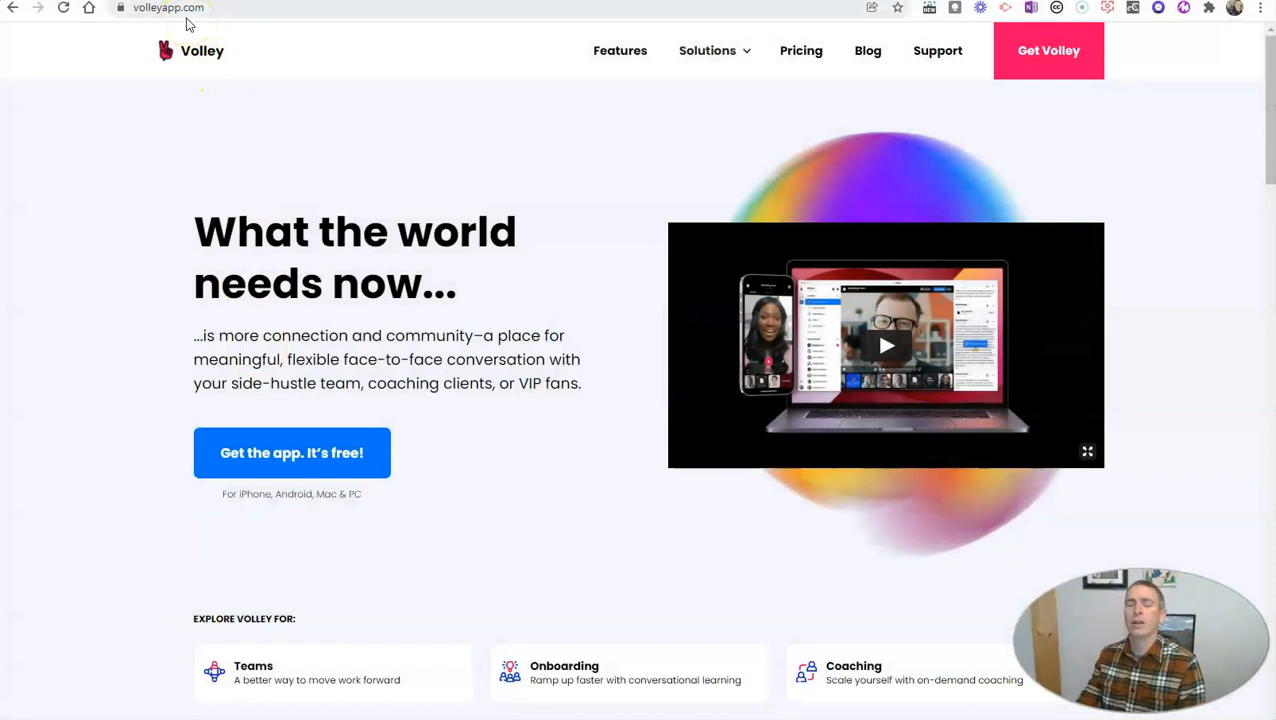 volleyapp.com
Volley
Features
Solutions
Pricing
Blog
Support
Get Volley
What the world
needs now...
...is more connection and community–a place for
meaningful, flexible face-to-face conversation with
your side-hustle team, coaching clients, or VIP fans.
Get the app. It's free!
For iPhone, Android, Mac & PC
EXPLORE VOLLEY FOR:
Teams
A better way to move work forward
Onboarding
Ramp up faster with conversational learning
Coaching
Scale yourself with on-demand coaching